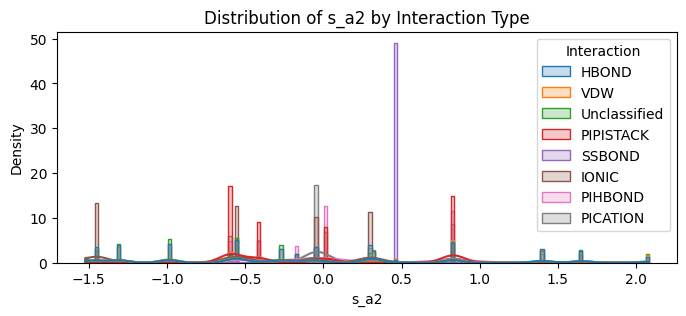 Distribution of s_a2 by Interaction Type
Density
50
40
30
20
10
0
Interaction
HBOND
VDW
Unclassified
PIPISTACK
SSBOND
IONIC
PIHBOND
PICATION
−1.5 −1.0 −0.5 0.0 0.5 1.0 1.5 2.0
s_a2